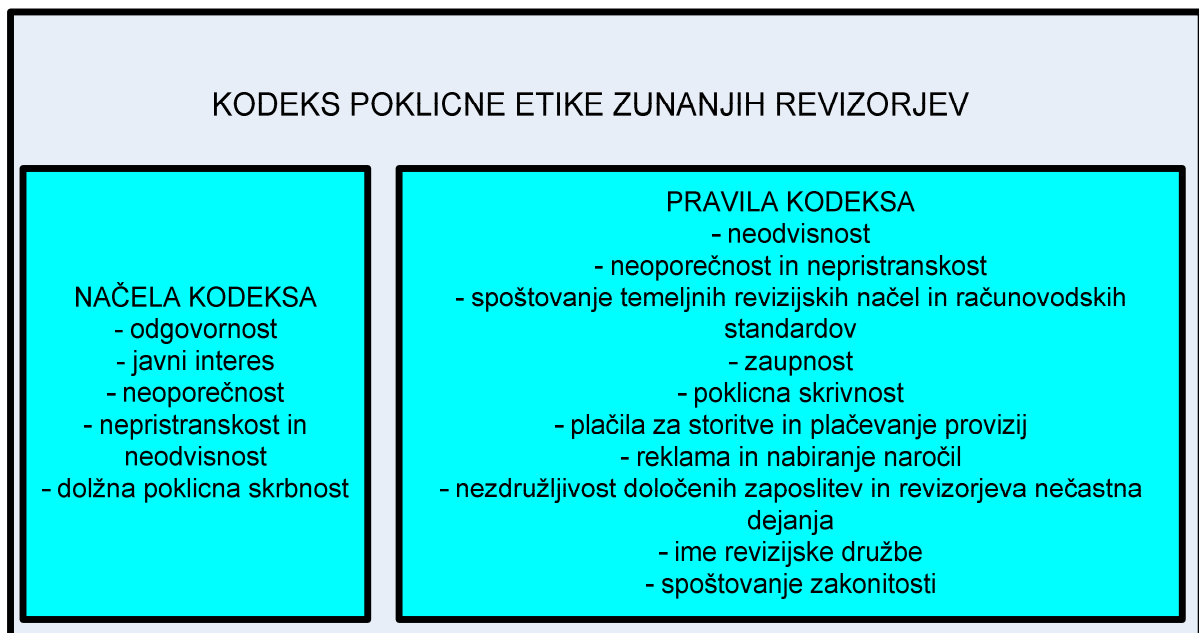 KODEKS POKLICNE ETIKE ZUNANJIH REVIZORJEV
NAČELA KODEKSA
- odgovornost
- javni interes
- neoporečnost
- nepristranskost in
neodvisnost
- dolžna poklicna skrbnost
PRAVILA KODEKSA
- neodvisnost
- neoporečnost in nepristranskost
- spoštovanje temeljnih revizijskih načel in računovodskih
standardov
- zaupnost
- poklicna skrivnost
- plačila za storitve in plačevanje provizij
- reklama in nabiranje naročil
- nezdružljivost določenih zaposlitev in revizorjeva nečastna
dejanja
- ime revizijske družbe
- spoštovanje zakonitosti